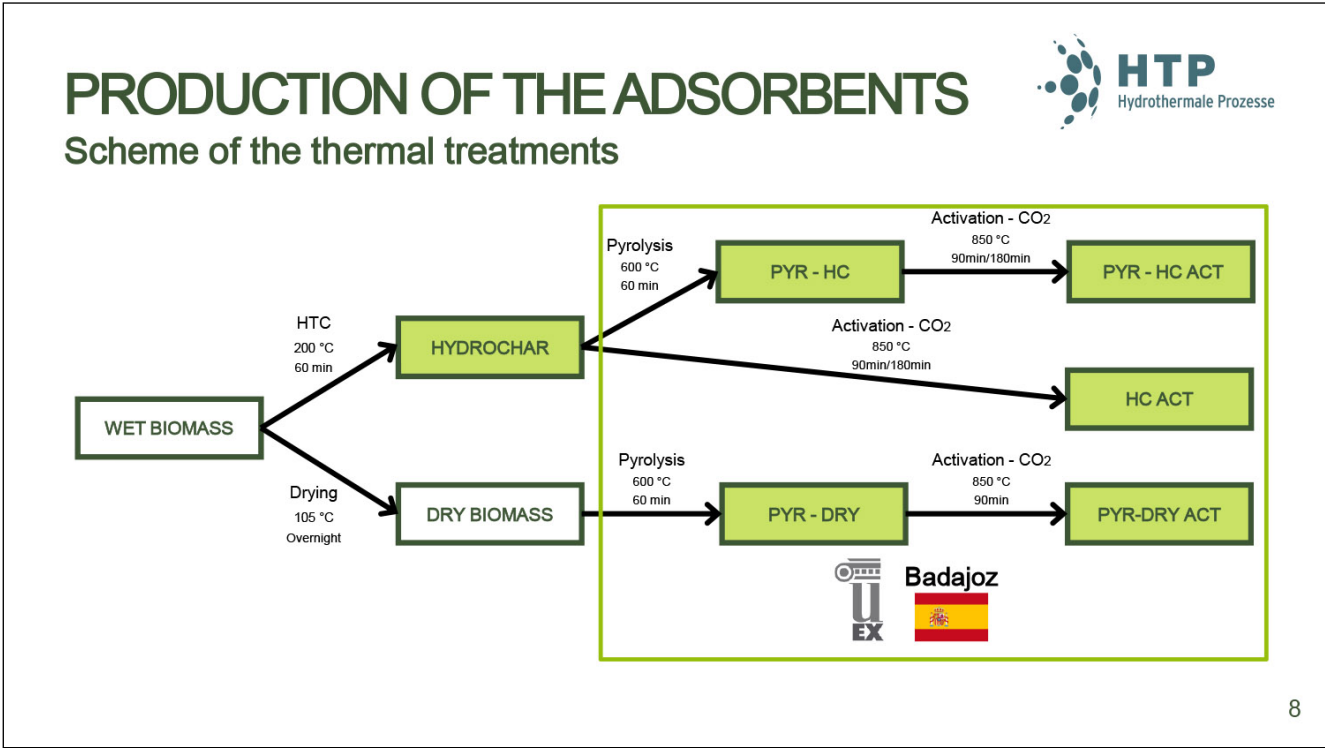 PRODUCTION OF THE ADSORBENTS
Scheme of the thermal treatments
HTP
Hydrothermale Prozesse
WET BIOMASS
HTC
200 °C
60 min
HYDROCHAR
Drying
105 °C
Overnight
DRY BIOMASS
Pyrolysis
600 °C
60 min
PYR - HC
Activation - CO2
850 °C
90min/180min
PYR - HC ACT
Activation - CO2
850 °C
90min/180min
HC ACT
Pyrolysis
600 °C
60 min
PYR - DRY
Activation - CO2
850 °C
90min
PYR-DRY ACT
u
EX
Badajoz
8